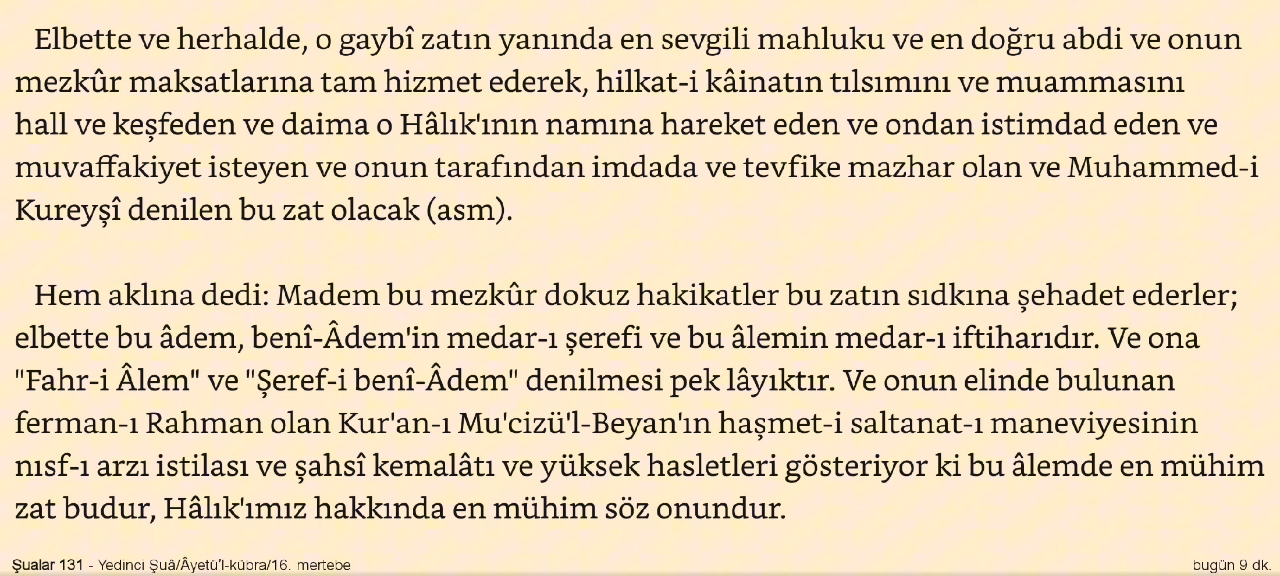 Elbette ve herhalde, o gaybî zatın yanında en sevgili mahluku ve en doğru abdi ve onun
mezkûr maksatlarına tam hizmet ederek, hilkat-i kâinatın tılsımını ve muammasını
hall ve keşfeden ve daima o Hâlık'ının namına hareket eden ve ondan istimdad eden ve
muvaffakiyet isteyen ve onun tarafından imdada ve tevfike mazhar olan ve Muhammed-i
Kureyşî denilen bu zat olacak (asm).
Hem aklına dedi: Madem bu mezkûr dokuz hakikatler bu zatın sıdkına şehadet ederler;
elbette bu âdem, benî-Âdem'in medar-ı şerefi ve bu âlemin medar-ı iftiharıdır. Ve ona
"Fahr-i Âlem" ve "Şeref-i benî-Âdem" denilmesi pek lâyıktır. Ve onun elinde bulunan
ferman-ı Rahman olan Kur'an-ı Mu'cizü'l-Beyan'ın haşmet-i saltanat-ı maneviyesinin
nısf-ı arzı istilası ve şahsî kemalâtı ve yüksek hasletleri gösteriyor ki bu âlemde en mühim
zat budur, Hâlık'ımız hakkında en mühim söz onundur.
Şualar 131 - Yedinci Şuâ/Âyetü'l-kübra/16. mertebe
bugün 9 dk.